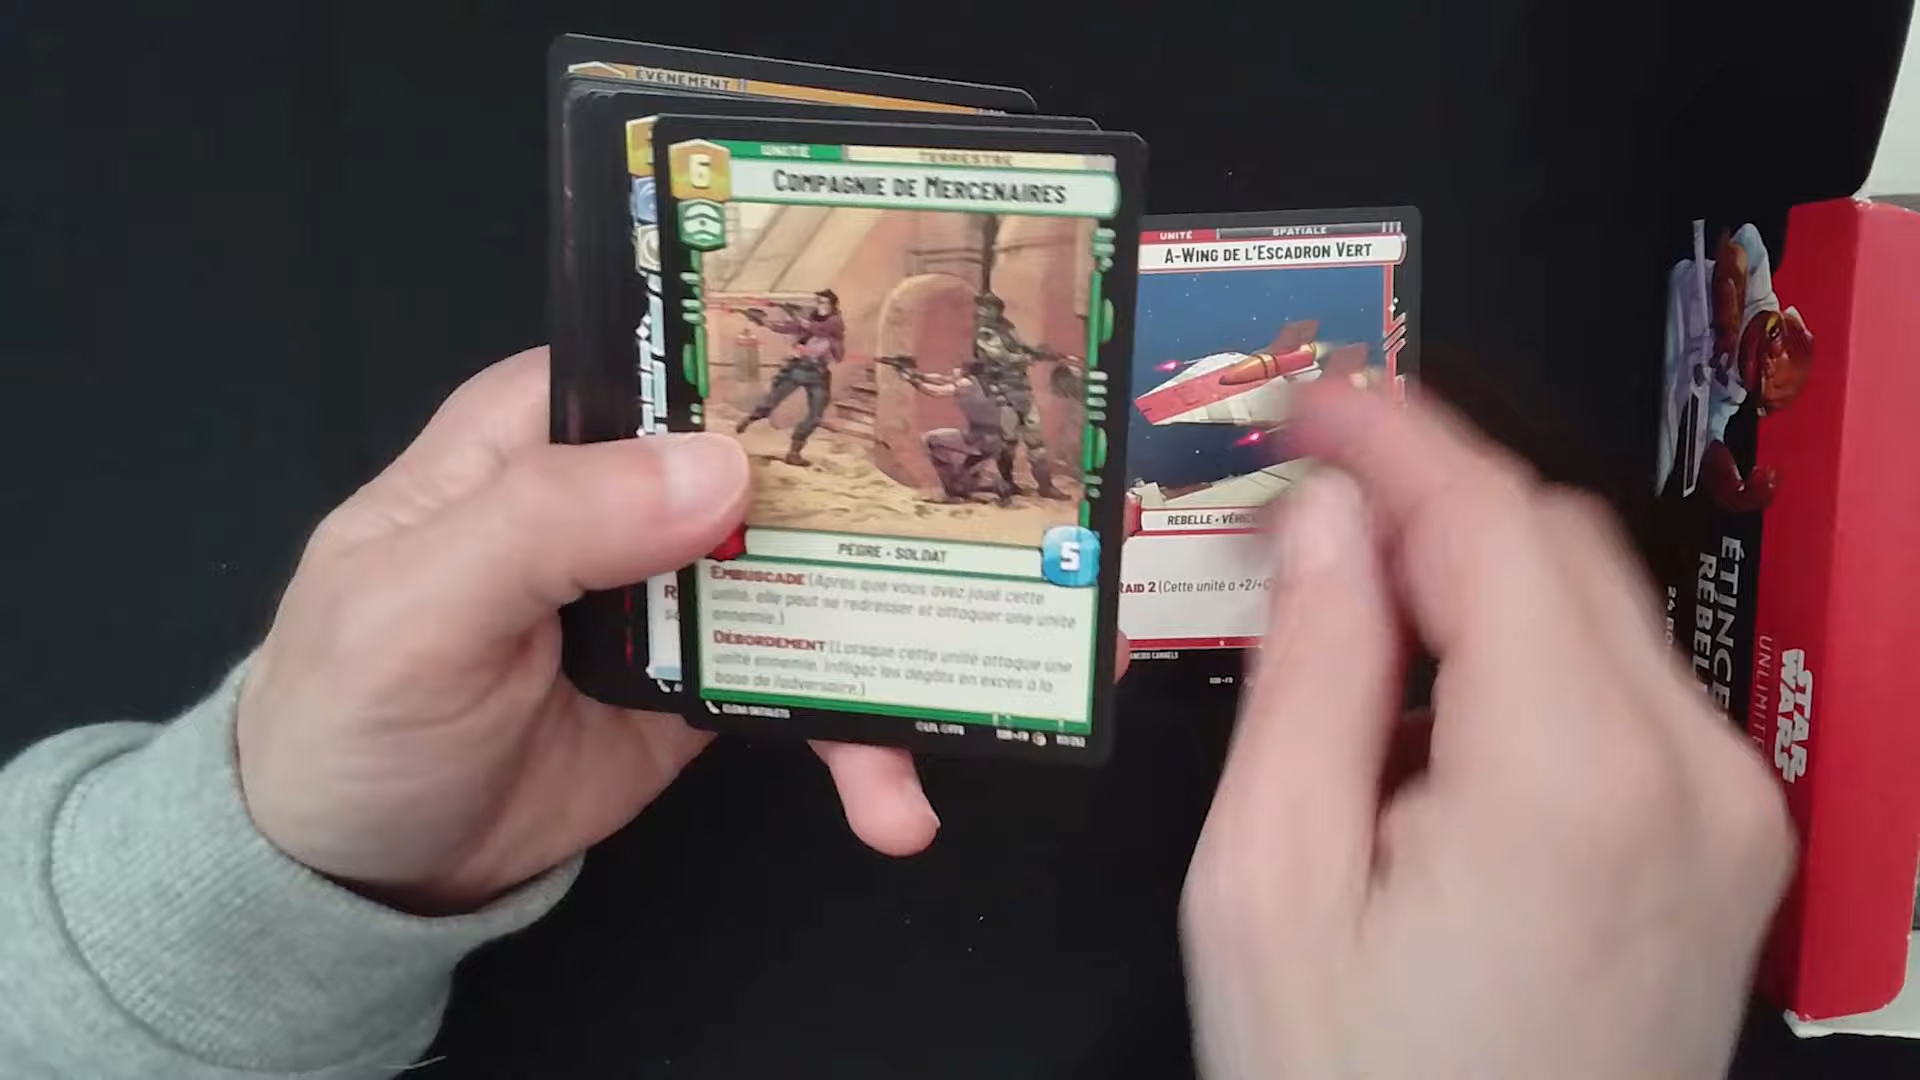 ÉVÉNEMENT
UNITÉ
TERRESTRE
6
COMPAGNIE DE MERCENAIRES
PÈGRE • SOLDAT
5
EMBUSCADE (Après que vous avez joué cette
unité, elle peut se redresser et attaquer une unité
ennemie.)
DÉBORDEMENT (Lorsque cette unité attaque une
unité ennemie, infligez les dégâts en excès à la
base de l'adversaire.)
UNITÉ
SPATIALE
A-WING DE L'ESCADRON VERT
REBELLE • VÉHIC
RAID 2 (Cette unité a +2/+0
ÉTINCE
RÉBEL
24 BO
STAR
WARS
UNLIMITE